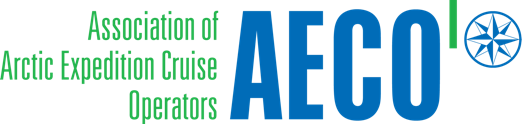 Association of
Arctic Expedition Cruise
Operators
AECO